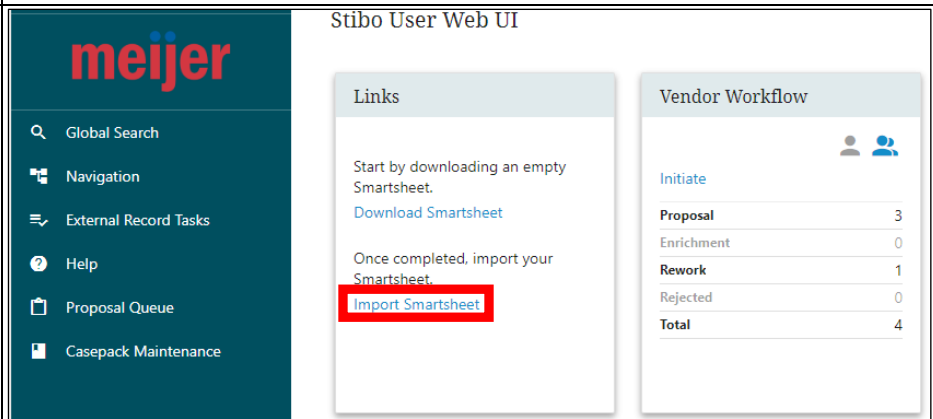 meijer
Global Search
Navigation
External Record Tasks
Help
Proposal Queue
Casepack Maintenance
Stibo User Web UI
Links
Start by downloading an empty
Smartsheet.
Download Smartsheet
Once completed, import your
Smartsheet.
Import Smartsheet
Vendor Workflow
Initiate
Proposal 3
Enrichment 0
Rework 1
Rejected 0
Total 4